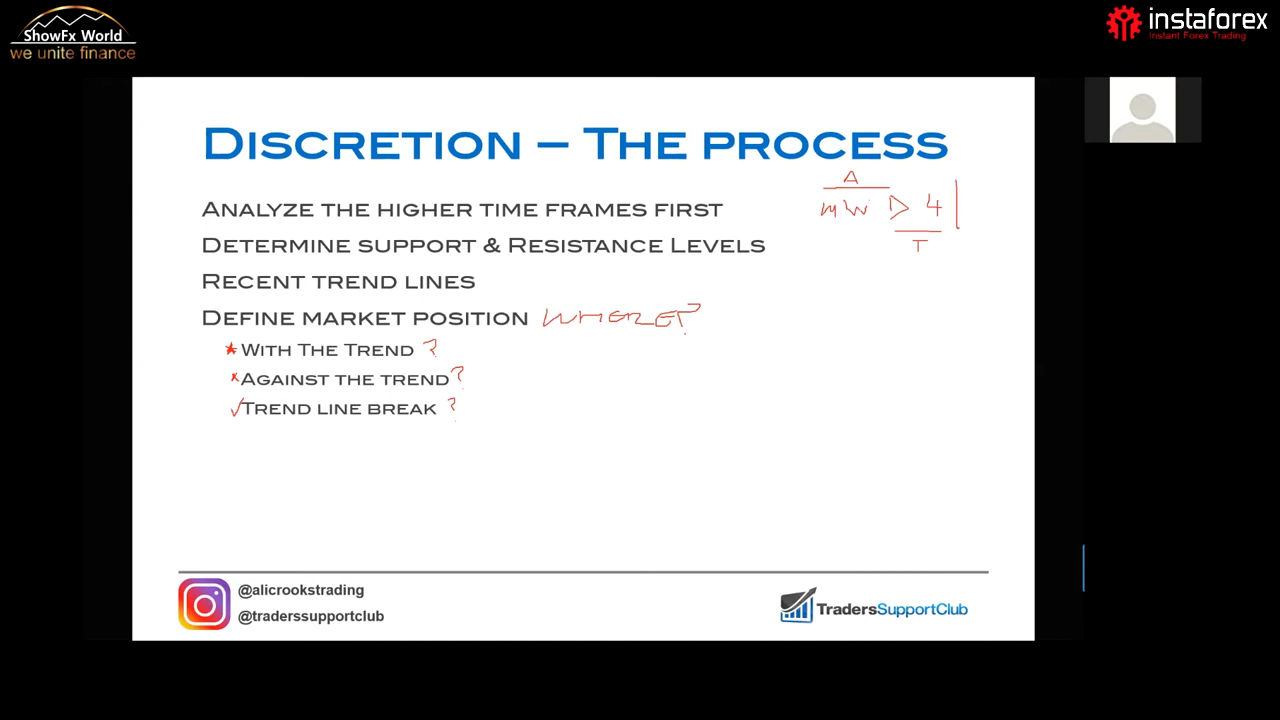 ShowFx World
we unite finance
instaforex
Instant Forex Trading
DISCRETION – THE PROCESS
A
ANALYZE THE HIGHER TIME FRAMES FIRST
M W D 4
T
DETERMINE SUPPORT & RESISTANCE LEVELS
RECENT TREND LINES
DEFINE MARKET POSITION WHERE?
* WITH THE TREND ?
* AGAINST THE TREND ?
✓ TREND LINE BREAK ?
@alicrookstrading
@traderssupportclub
TradersSupportClub